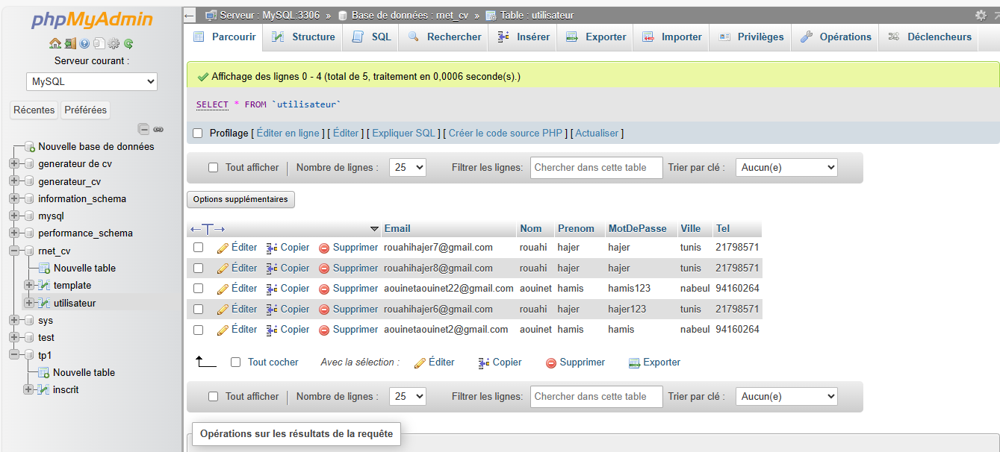 phpMyAdmin
Serveur courant :
MySQL
Récentes Préférées
Nouvelle base de données
generateur de cv
generateur_cv
information_schema
mysql
performance_schema
rnet_cv
Nouvelle table
template
utilisateur
sys
test
tp1
Nouvelle table
inscrit
Serveur : MySQL:3306 » Base de données : rnet_cv » Table : utilisateur
Parcourir Structure SQL Rechercher Insérer Exporter Importer Privilèges Opérations Déclencheurs
Affichage des lignes 0 - 4 (total de 5, traitement en 0,0006 seconde(s).)
SELECT * FROM `utilisateur`
Profilage [ Éditer en ligne ] [ Éditer ] [ Expliquer SQL ] [ Créer le code source PHP ] [ Actualiser ]
Tout afficher Nombre de lignes : 25 Filtrer les lignes: Chercher dans cette table Trier par clé : Aucun(e)
Options supplémentaires
Email Nom Prenom MotDePasse Ville Tel
Éditer Copier Supprimer rouahihajer7@gmail.com rouahi hajer hajer tunis 21798571
Éditer Copier Supprimer rouahihajer8@gmail.com rouahi hajer hajer tunis 21798571
Éditer Copier Supprimer aouinetaouinet22@gmail.com aouinet hamis hamis123 nabeul 94160264
Éditer Copier Supprimer rouahihajer6@gmail.com rouahi hajer hajer123 tunis 21798571
Éditer Copier Supprimer aouinetaouinet2@gmail.com aouinet hamis hamis nabeul 94160264
Tout cocher Avec la sélection : Éditer Copier Supprimer Exporter
Tout afficher Nombre de lignes : 25 Filtrer les lignes: Chercher dans cette table Trier par clé : Aucun(e)
Opérations sur les résultats de la requête